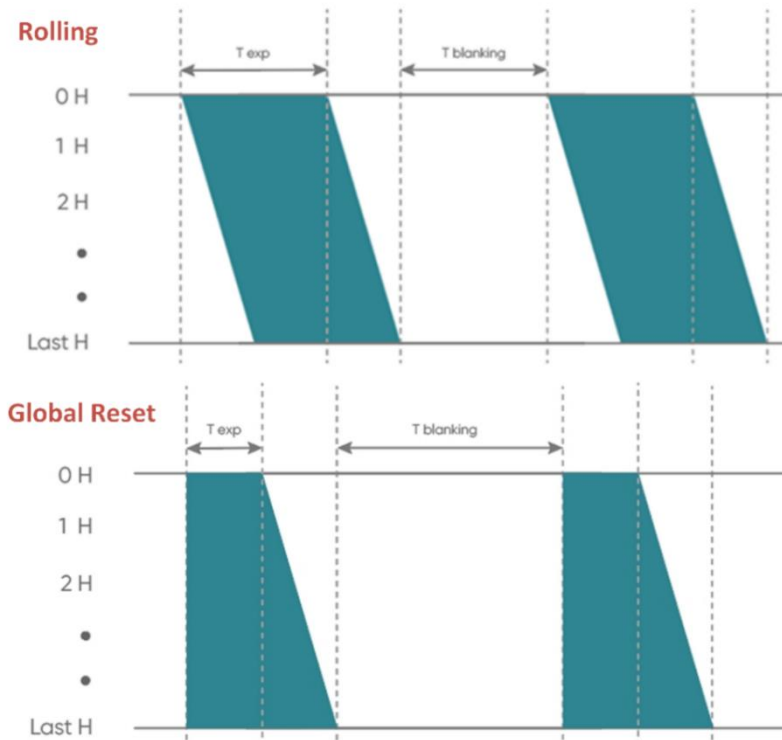 Rolling
T exp
T blanking
0 H
1 H
2 H
Last H
Global Reset
T exp
T blanking
0 H
1 H
2 H
Last H